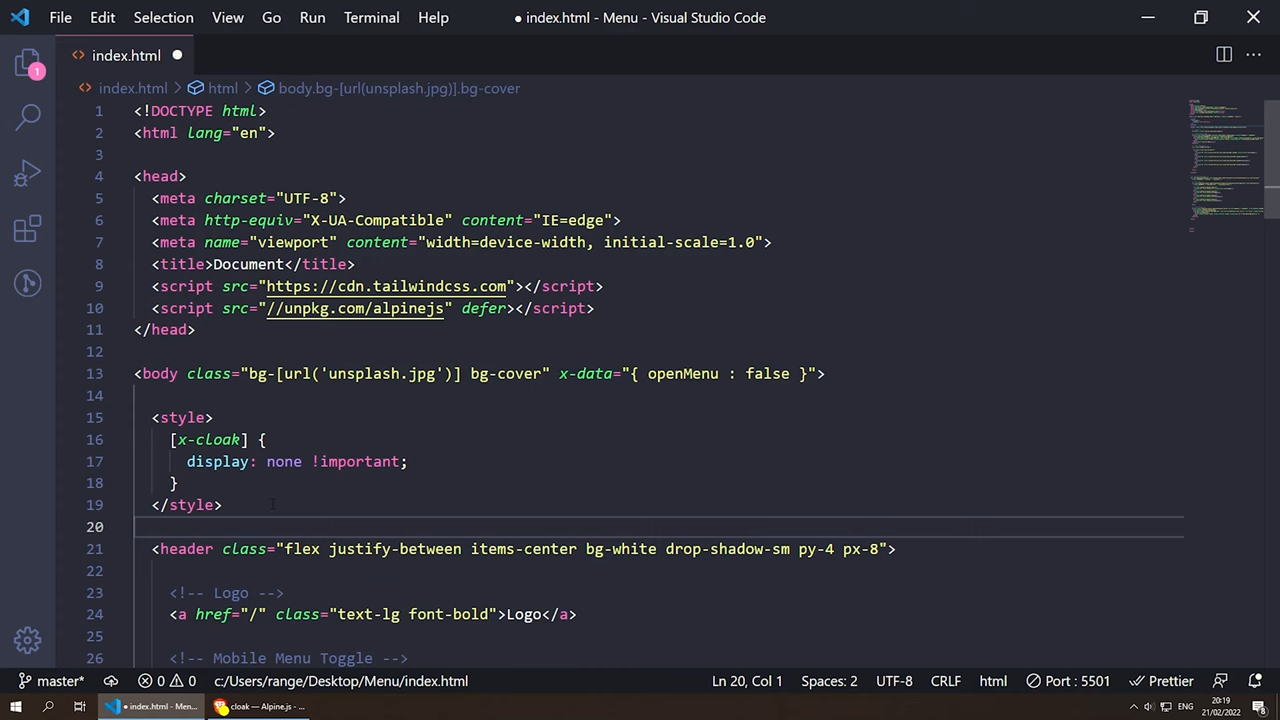 File Edit Selection View Go Run Terminal Help ● index.html - Menu - Visual Studio Code
index.html
1
index.html > html > body.bg-[url(unsplash.jpg)].bg-cover
1 <!DOCTYPE html>
2 <html lang="en">
3
4 <head>
5 <meta charset="UTF-8">
6 <meta http-equiv="X-UA-Compatible" content="IE=edge">
7 <meta name="viewport" content="width=device-width, initial-scale=1.0">
8 <title>Document</title>
9 <script src="https://cdn.tailwindcss.com"></script>
10 <script src="//unpkg.com/alpinejs" defer></script>
11 </head>
12
13 <body class="bg-[url('unsplash.jpg')] bg-cover" x-data="{ openMenu : false }">
14
15 <style>
16 [x-cloak] {
17 display: none !important;
18 }
19 </style>
20
21 <header class="flex justify-between items-center bg-white drop-shadow-sm py-4 px-8">
22
23 <!-- Logo -->
24 <a href="/" class="text-lg font-bold">Logo</a>
25
26 <!-- Mobile Menu Toggle -->
master* 0 0 c:/Users/range/Desktop/Menu/index.html Ln 20, Col 1 Spaces: 2 UTF-8 CRLF html Port : 5501 Prettier
● index.html - Men... cloak — Alpine.js - ... ENG 20:19
21/02/2022 8